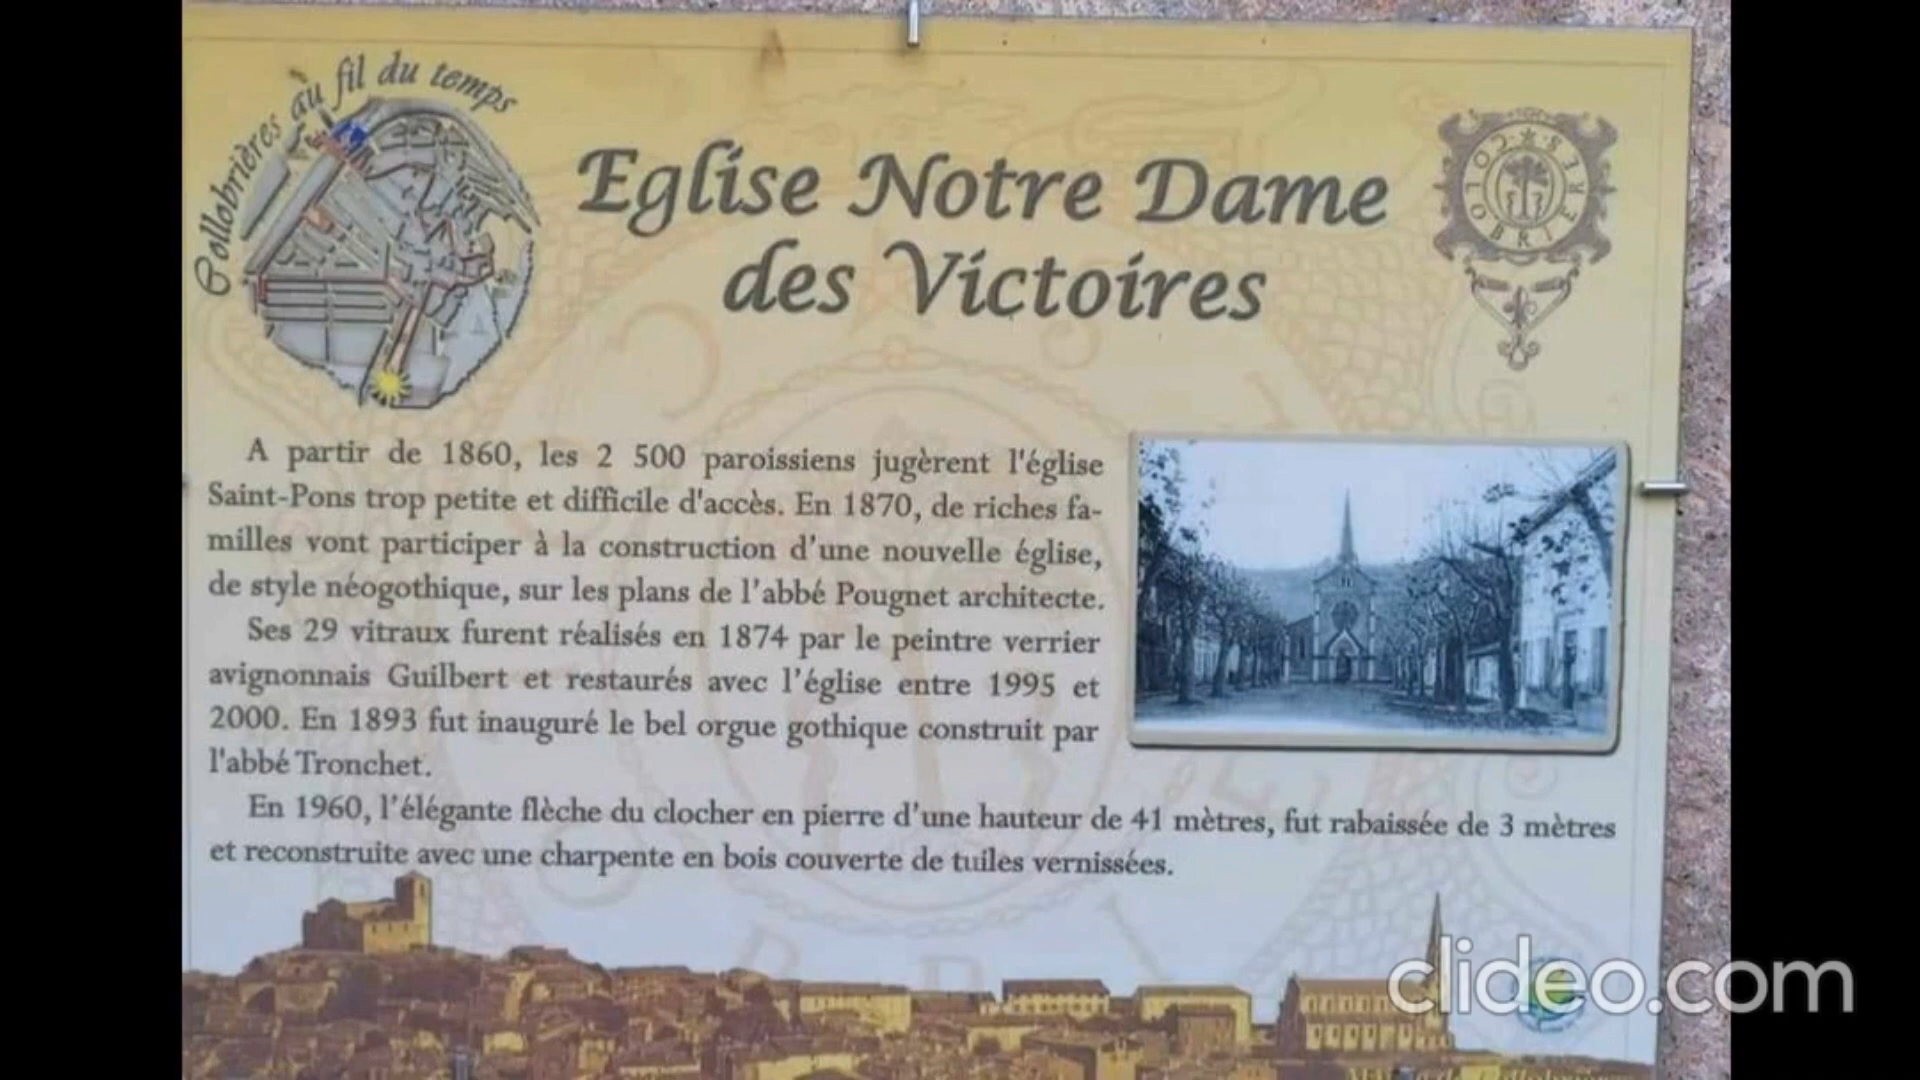 Collobrières au fil du temps
Eglise Notre Dame
des Victoires
COLOBRIERES
A partir de 1860, les 2 500 paroissiens jugèrent l'église
Saint-Pons trop petite et difficile d'accès. En 1870, de riches fa-
milles vont participer à la construction d'une nouvelle église,
de style néogothique, sur les plans de l'abbé Pougnet architecte.
Ses 29 vitraux furent réalisés en 1874 par le peintre verrier
avignonnais Guilbert et restaurés avec l'église entre 1995 et
2000. En 1893 fut inauguré le bel orgue gothique construit par
l'abbé Tronchet.
En 1960, l'élégante flèche du clocher en pierre d'une hauteur de 41 mètres, fut rabaissée de 3 mètres
et reconstruite avec une charpente en bois couverte de tuiles vernissées.
clideo.com